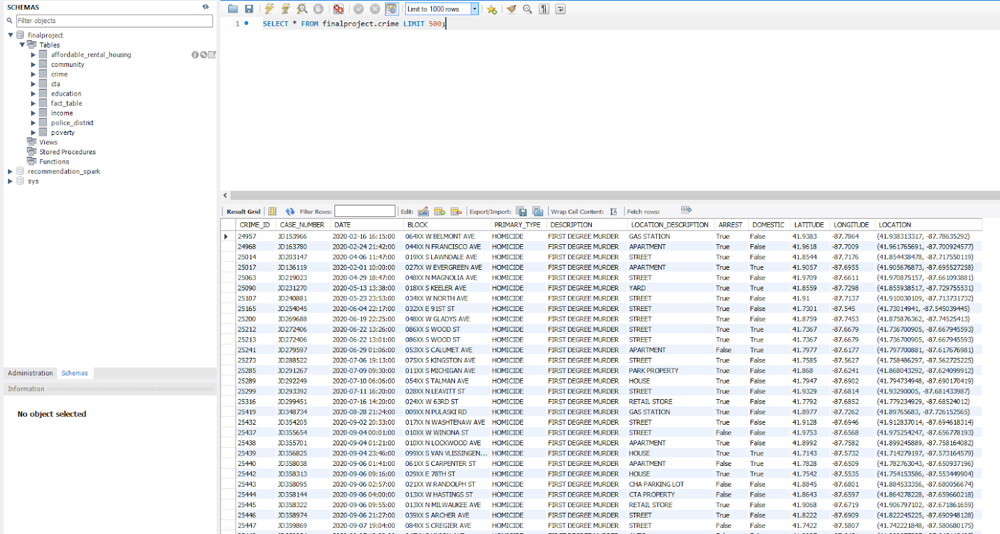 SCHEMAS
Filter objects
finalproject
Tables
affordable_rental_housing
community
crime
cta
education
fact_table
income
police_district
poverty
Views
Stored Procedures
Functions
recommendation_spark
sys
Administration Schemas
Information
No object selected
Limit to 1000 rows
1 SELECT * FROM finalproject.crime LIMIT 500;
Result Grid Filter Rows: Edit: Export/Import: Wrap Cell Content: Fetch rows:
CRIME_ID CASE_NUMBER DATE BLOCK PRIMARY_TYPE DESCRIPTION LOCATION_DESCRIPTION ARREST DOMESTIC LATITUDE LONGITUDE LOCATION
24957 JD153966 2020-02-16 16:15:00 064XX W BELMONT AVE HOMICIDE FIRST DEGREE MURDER GAS STATION True False 41.9383 -87.7864 (41.938313317, -87.78635292)
24968 JD163780 2020-02-24 21:42:00 044XX N FRANCISCO AVE HOMICIDE FIRST DEGREE MURDER APARTMENT True False 41.9618 -87.7009 (41.961765691, -87.700924577)
25014 JD203147 2020-04-06 11:47:00 019XX S LAWNDALE AVE HOMICIDE FIRST DEGREE MURDER STREET True False 41.8544 -87.7176 (41.854438478, -87.717550119)
25017 JD136119 2020-02-01 10:00:00 027XX W EVERGREEN AVE HOMICIDE FIRST DEGREE MURDER APARTMENT True True 41.9057 -87.6955 (41.905676873, -87.695527258)
25063 JD219023 2020-04-29 18:47:00 048XX N MAGNOLIA AVE HOMICIDE FIRST DEGREE MURDER STREET True False 41.9709 -87.6611 (41.970875157, -87.661093881)
25090 JD231270 2020-05-13 13:38:00 018XX S KEELER AVE HOMICIDE FIRST DEGREE MURDER YARD True True 41.8559 -87.7298 (41.855938517, -87.729755531)
25107 JD240881 2020-05-23 23:53:00 034XX W NORTH AVE HOMICIDE FIRST DEGREE MURDER STREET True False 41.91 -87.7137 (41.910030109, -87.713731732)
25165 JD254045 2020-06-04 22:17:00 032XX E 91ST ST HOMICIDE FIRST DEGREE MURDER STREET True False 41.7301 -87.545 (41.73014941, -87.545039445)
25200 JD269688 2020-06-19 22:25:00 048XX W GLADYS AVE HOMICIDE FIRST DEGREE MURDER STREET True False 41.8759 -87.7453 (41.875876362, -87.74525413)
25212 JD272406 2020-06-22 13:26:00 086XX S WOOD ST HOMICIDE FIRST DEGREE MURDER STREET True True 41.7367 -87.6679 (41.736700905, -87.667945593)
25213 JD272406 2020-06-22 13:01:00 086XX S WOOD ST HOMICIDE FIRST DEGREE MURDER STREET True True 41.7367 -87.6679 (41.736700905, -87.667945593)
25241 JD279597 2020-06-29 01:06:00 053XX S CALUMET AVE HOMICIDE FIRST DEGREE MURDER APARTMENT False True 41.7977 -87.6177 (41.797700881, -87.617676981)
25273 JD288522 2020-07-06 19:13:00 075XX S KINGSTON AVE HOMICIDE FIRST DEGREE MURDER STREET True False 41.7585 -87.5627 (41.758486297, -87.562725225)
25285 JD291267 2020-07-09 09:30:00 011XX S MICHIGAN AVE HOMICIDE FIRST DEGREE MURDER PARK PROPERTY True False 41.868 -87.6241 (41.868043292, -87.624099912)
25289 JD292249 2020-07-10 06:06:00 054XX S TALMAN AVE HOMICIDE FIRST DEGREE MURDER HOUSE True False 41.7947 -87.6902 (41.794734948, -87.690170419)
25299 JD293392 2020-07-11 16:20:00 028XX N LEAVITT ST HOMICIDE FIRST DEGREE MURDER STREET True False 41.9329 -87.6814 (41.93290005, -87.681433987)
25316 JD299451 2020-07-16 14:20:00 024XX W 63RD ST HOMICIDE FIRST DEGREE MURDER RETAIL STORE True False 41.7792 -87.6852 (41.779234929, -87.68524012)
25419 JD348734 2020-08-28 21:24:00 009XX N PULASKI RD HOMICIDE FIRST DEGREE MURDER GAS STATION True False 41.8977 -87.7262 (41.89765683, -87.726152565)
25432 JD354205 2020-09-02 20:33:00 017XX N WASHTENAW AVE HOMICIDE FIRST DEGREE MURDER STREET True False 41.9128 -87.6946 (41.912837014, -87.694618314)
25437 JD355654 2020-09-04 00:01:00 010XX W WINONA ST HOMICIDE FIRST DEGREE MURDER STREET False False 41.9753 -87.6568 (41.975254247, -87.656778193)
25438 JD355701 2020-09-04 01:21:00 010XX N LOCKWOOD AVE HOMICIDE FIRST DEGREE MURDER APARTMENT True False 41.8992 -87.7582 (41.899245889, -87.758164082)
25439 JD356825 2020-09-04 23:46:00 099XX S VAN VLISSINGEN... HOMICIDE FIRST DEGREE MURDER HOUSE True True 41.7143 -87.5732 (41.714279197, -87.573164579)
25440 JD358038 2020-09-06 01:41:00 061XX S CARPENTER ST HOMICIDE FIRST DEGREE MURDER APARTMENT False True 41.7828 -87.6509 (41.782763043, -87.650937196)
25442 JD358313 2020-09-06 09:16:00 029XX E 78TH ST HOMICIDE FIRST DEGREE MURDER HOUSE True True 41.7542 -87.5535 (41.754153586, -87.553449904)
25443 JD358095 2020-09-06 02:57:00 021XX W RANDOLPH ST HOMICIDE FIRST DEGREE MURDER CHA PARKING LOT False False 41.8845 -87.6801 (41.884533356, -87.680056674)
25444 JD358144 2020-09-06 04:00:00 013XX W HASTINGS ST HOMICIDE FIRST DEGREE MURDER CTA PROPERTY False False 41.8643 -87.6597 (41.864278228, -87.659660218)
25445 JD358322 2020-09-06 09:55:00 013XX N MILWAUKEE AVE HOMICIDE FIRST DEGREE MURDER RETAIL STORE True False 41.9068 -87.6719 (41.906797102, -87.671861659)
25446 JD358974 2020-09-06 21:27:00 039XX S ARCHER AVE HOMICIDE FIRST DEGREE MURDER STREET True False 41.8222 -87.6909 (41.822245225, -87.690948128)
25447 JD359869 2020-09-07 19:04:00 084XX S CREGIER AVE HOMICIDE FIRST DEGREE MURDER STREET False False 41.7422 -87.5807 (41.742221848, -87.580680175)